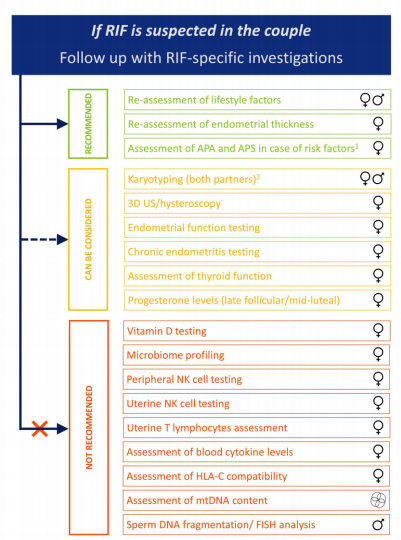 If RIF is suspected in the couple
Follow up with RIF-specific investigations
RECOMMENDED
Re-assessment of lifestyle factors
Re-assessment of endometrial thickness
Assessment of APA and APS in case of risk factors¹
CAN BE CONSIDERED
Karyotyping (both partners)²
3D US/hysteroscopy
Endometrial function testing
Chronic endometritis testing
Assessment of thyroid function
Progesterone levels (late follicular/mid-luteal)
NOT RECOMMENDED
Vitamin D testing
Microbiome profiling
Peripheral NK cell testing
Uterine NK cell testing
Uterine T lymphocytes assessment
Assessment of blood cytokine levels
Assessment of HLA-C compatibility
Assessment of mtDNA content
Sperm DNA fragmentation/ FISH analysis